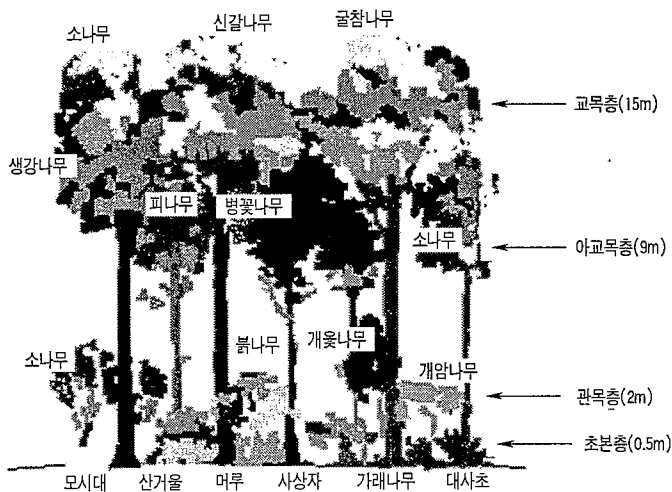 소나무
신갈나무
굴참나무
교목층(15m)
생강나무
피나무
병꽃나무
소나무
아교목층(9m)
소나무
붉나무
개옻나무
개암나무
관목층(2m)
초본층(0.5m)
모시대
산거울
머루
사상자
가래나무
대사초